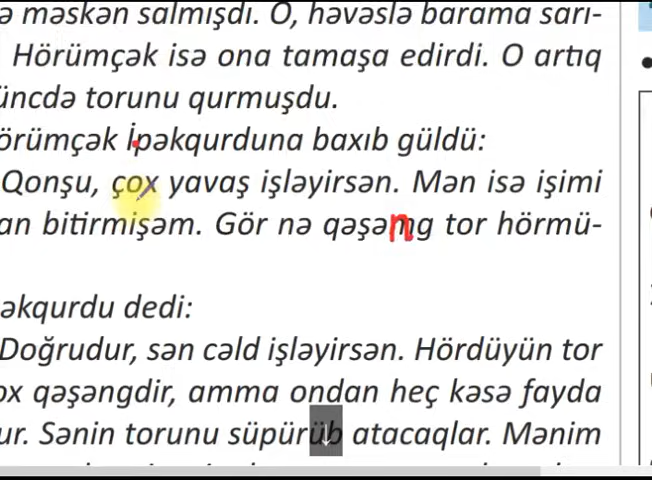 ə məskən salmışdı. O, həvəslə barama sarı-
Hörümçək isə ona tamaşa edirdi. O artıq
üncdə torunu qurmuşdu.
örümçək İpəkqurduna baxıb güldü:
Qonşu, çox yavaş işləyirsən. Mən isə işimi
an bitirmişəm. Gör nə qəşəng tor hörmü-
əkqurdu dedi:
Doğrudur, sən cəld işləyirsən. Hördüyün tor
ox qəşəngdir, amma ondan heç kəsə fayda
ur. Sənin torunu süpürüb atacaqlar. Mənim